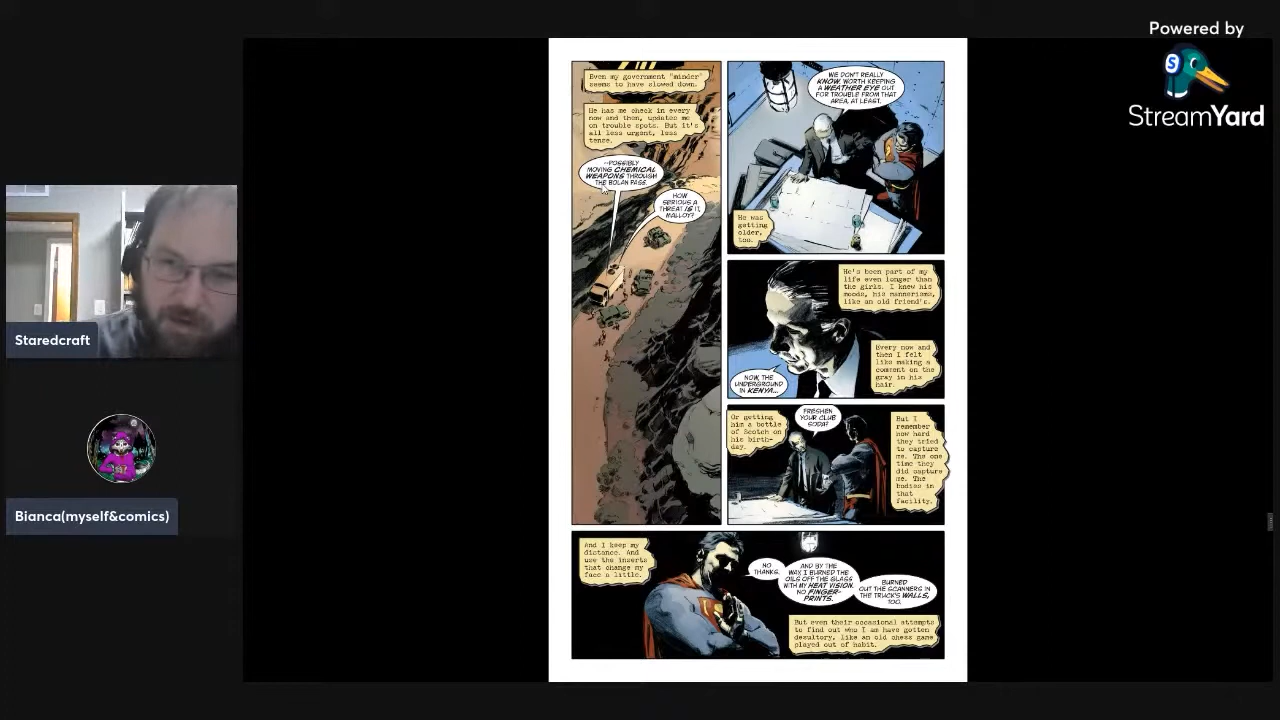 Powered by
StreamYard
Staredcraft
Bianca(myself&comics)
Even my government "minder"
seems to have slowed down.
He has me check in every
now and then, updates me
on trouble spots. But it's
all less urgent, less
tense.
--POSSIBLY
MOVING CHEMICAL
WEAPONS THROUGH
THE BOLAN PASS.
HOW
SERIOUS A
THREAT IS IT,
MALLOY?
WE DON'T REALLY
KNOW. WORTH KEEPING
A WEATHER EYE OUT
FOR TROUBLE FROM THAT
AREA, AT LEAST.
He was
getting
older,
too.
He's been part of my
life even longer than
the girls. I knew his
moods, his mannerisms,
like an old friend's.
Every now and
then I felt
like making a
comment on the
gray in his
hair.
NOW, THE
UNDERGROUND
IN KENYA...
Or getting
him a bottle
of Scotch on
his birth-
day.
FRESHEN
YOUR CLUB
SODA?
But I
remember
how hard
they tried
to capture
me. The one
time they
did capture
me. The
bodies in
that
facility.
And I keep my
distance. And
use the inserts
that change my
face a little.
NO
THANKS.
AND BY THE
WAY, I BURNED THE
OILS OFF THE GLASS
WITH MY HEAT VISION.
NO FINGER-
PRINTS.
BURNED
OUT THE SCANNERS IN
THE TRUCK'S WALLS,
TOO.
But even their occasional attempts
to find out who I am have gotten
desultory, like an old chess game
played out of habit.